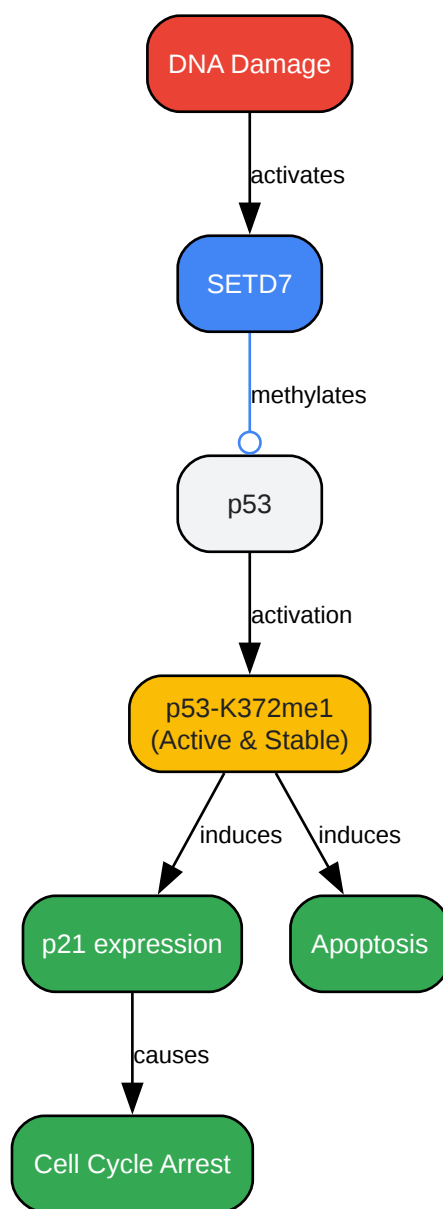 DNA Damage
activates
SETD7
methylates
p53
activation
p53-K372me1
(Active & Stable)
induces
induces
p21 expression
Apoptosis
causes
Cell Cycle Arrest